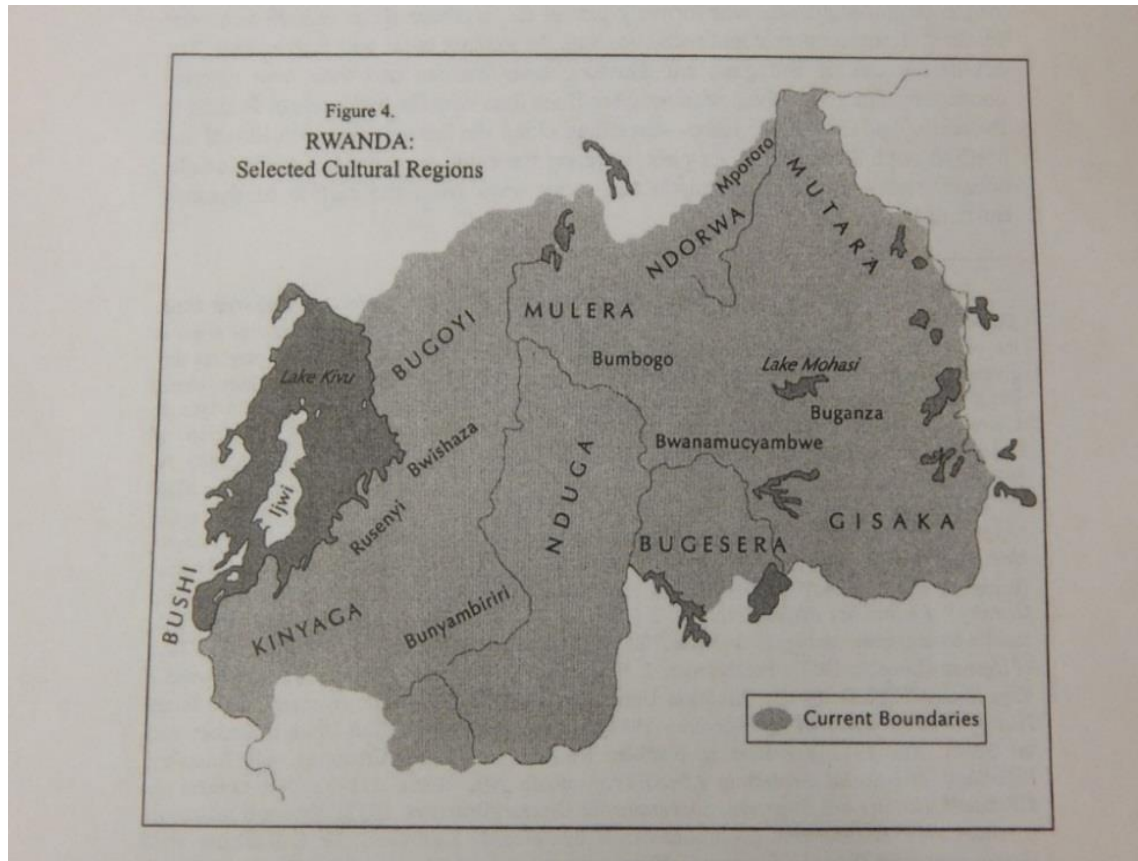 Figure 4.
RWANDA:
Selected Cultural Regions
Mpororo
MUTARA
NDORWA
MULERA
BUGOYI
Bumbogo
Lake Mohasi
Lake Kivu
Buganza
Bwishaza
Bwanamucyambwe
NDUGA
Ijwi
Rusenyi
GISAKA
BUGESERA
BUSHI
Bunyambiriri
KINYAGA
Current Boundaries